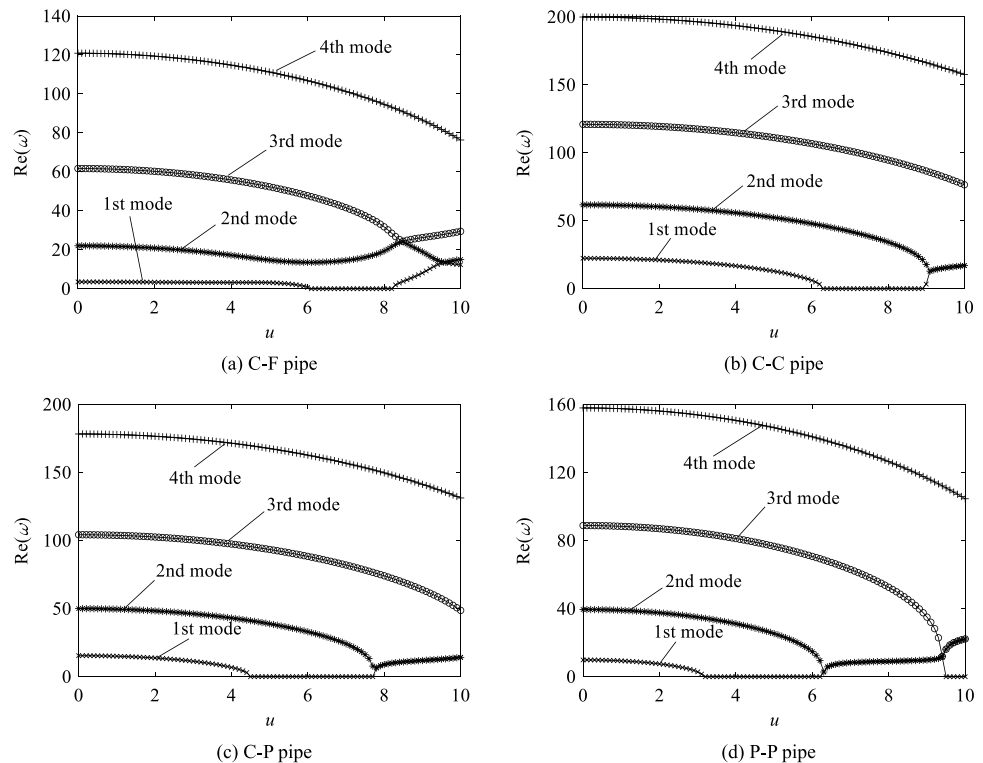 140
120
100
80
60
40
20
0
Re(ω)
4th mode
3rd mode
1st mode
2nd mode
0 2 4 6 8 10
u
(a) C-F pipe
200
150
100
50
0
Re(ω)
4th mode
3rd mode
2nd mode
1st mode
0 2 4 6 8 10
u
(b) C-C pipe
200
150
100
50
0
Re(ω)
4th mode
3rd mode
2nd mode
1st mode
0 2 4 6 8 10
u
(c) C-P pipe
160
120
80
40
0
Re(ω)
4th mode
3rd mode
2nd mode
1st mode
0 2 4 6 8 10
u
(d) P-P pipe